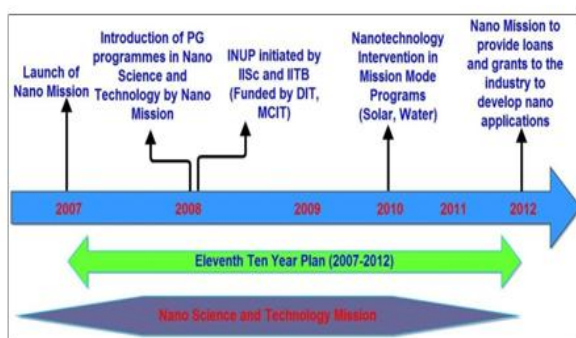 Launch of
Nano Mission
Introduction of PG
programmes in Nano
Science and
Technology by Nano
Mission
INUP initiated by
IISc and IITB
(Funded by DIT,
MCIT)
Nanotechnology
Intervention in
Mission Mode
Programs
(Solar, Water)
Nano Mission to
provide loans
and grants to the
industry to
develop nano
applications
2007
2008
2009
2010
2011
2012
Eleventh Ten Year Plan (2007-2012)
Nano Science and Technology Mission